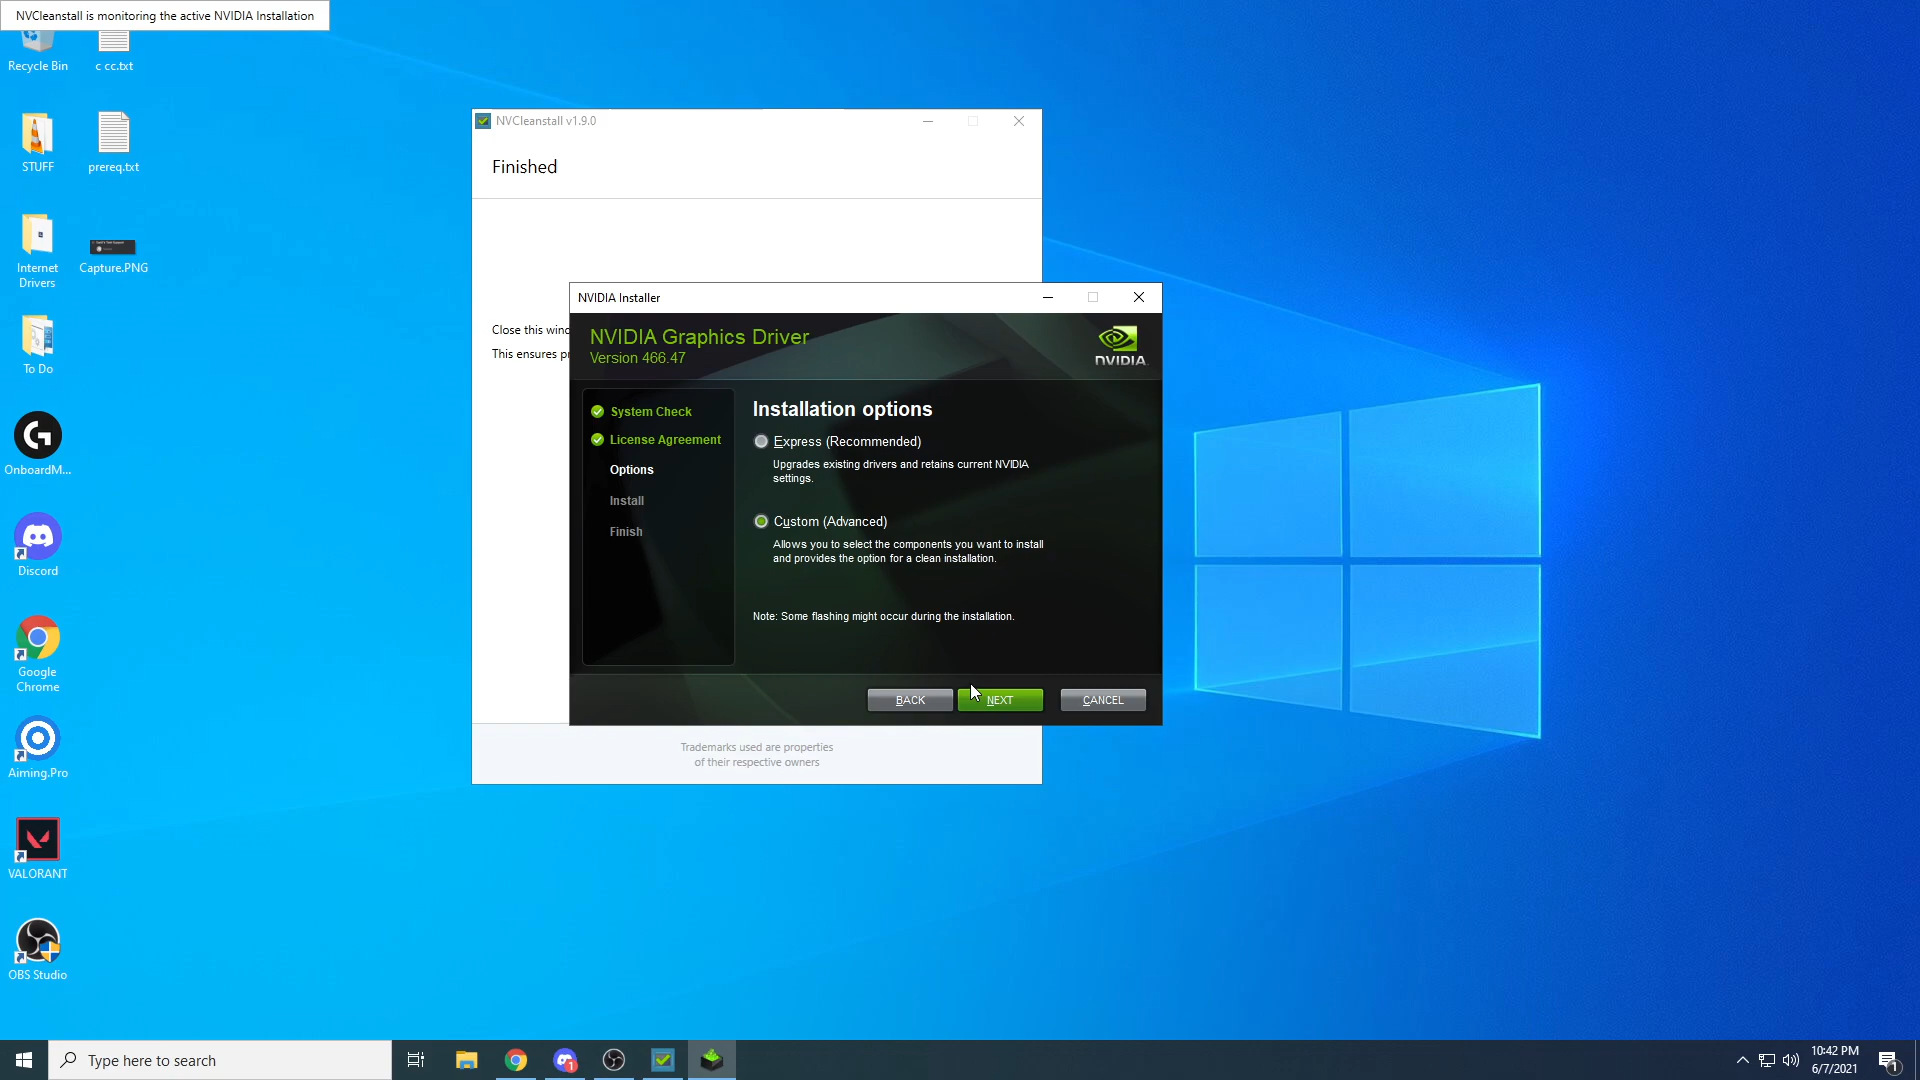 NVCleanstall is monitoring the active NVIDIA Installation
Recycle Bin
c cc.txt
STUFF
prereq.txt
Internet
Drivers
Capture.PNG
To Do
OnboardM...
Discord
Google
Chrome
Aiming.Pro
VALORANT
OBS Studio
NVCleanstall v1.9.0
Finished
Close this wind
This ensures p
Trademarks used are properties
of their respective owners
NVIDIA Installer
NVIDIA Graphics Driver
Version 466.47
NVIDIA
System Check
License Agreement
Options
Install
Finish
Installation options
Express (Recommended)
Upgrades existing drivers and retains current NVIDIA
settings.
Custom (Advanced)
Allows you to select the components you want to install
and provides the option for a clean installation.
Note: Some flashing might occur during the installation.
BACK
NEXT
CANCEL
Type here to search
1
10:42 PM
6/7/2021
1